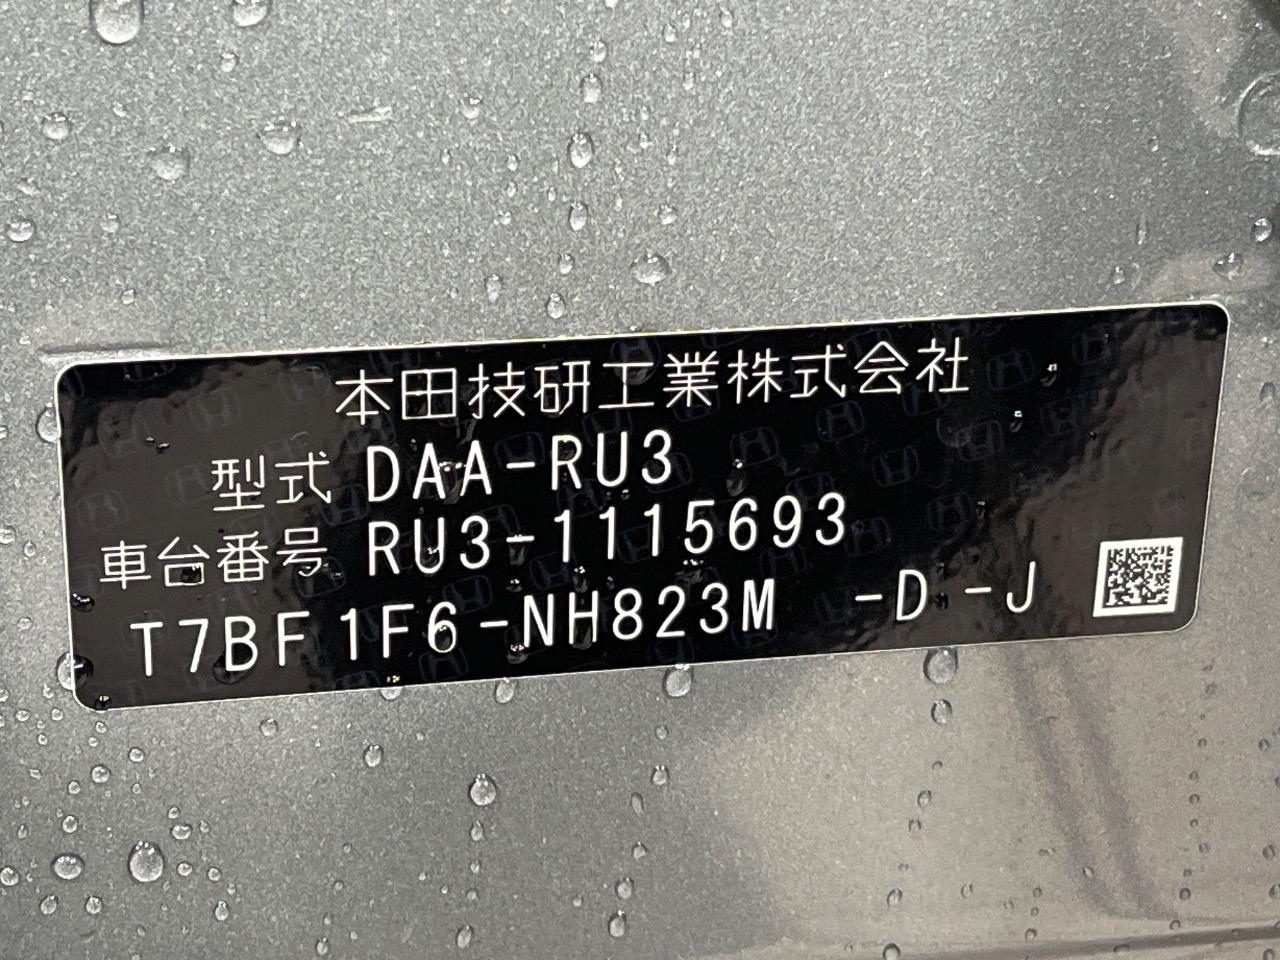 本田技研工業株式会社
型式 DAA-RU3
車台番号 RU3-1115693
T7BF1F6-NH823M -D -J